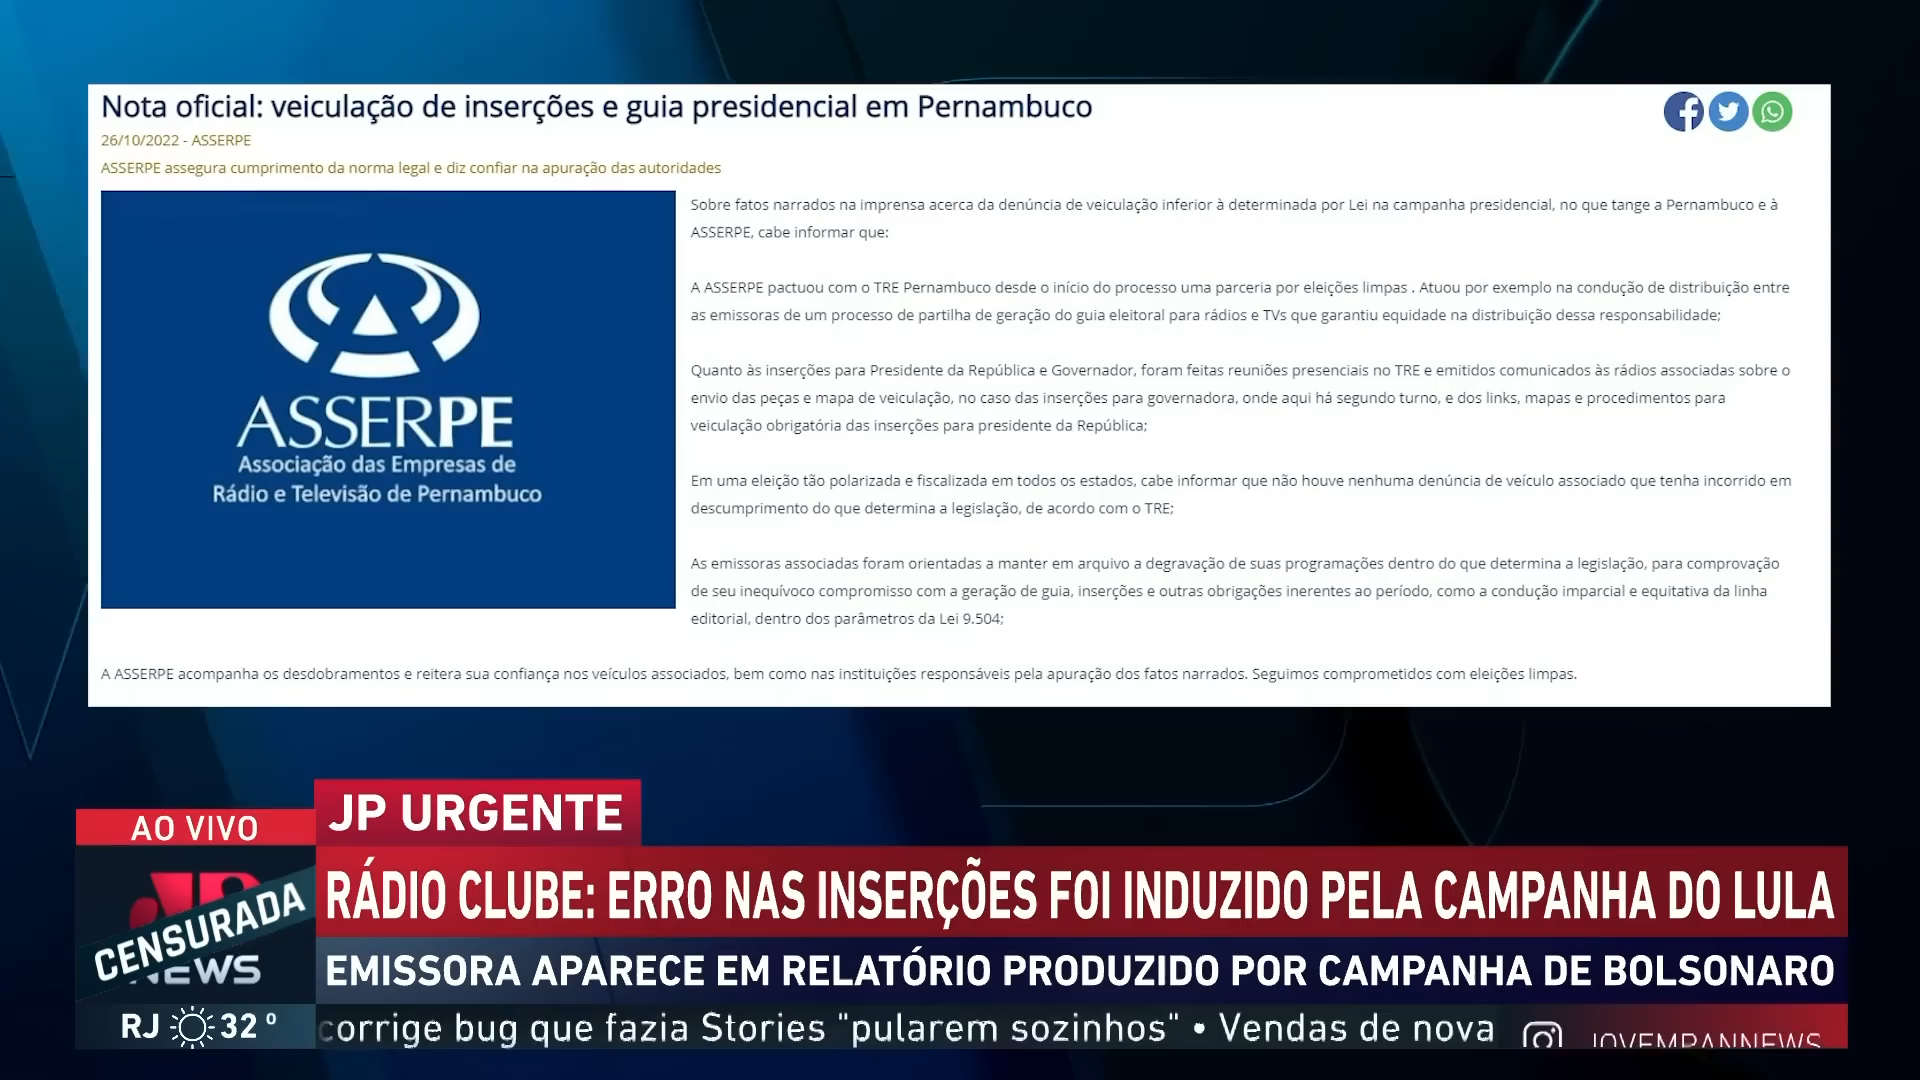 Nota oficial: veiculação de inserções e guia presidencial em Pernambuco
26/10/2022 - ASSERPE
ASSERPE assegura cumprimento da norma legal e diz confiar na apuração das autoridades
ASSERPE
Associação das Empresas de
Rádio e Televisão de Pernambuco
Sobre fatos narrados na imprensa acerca da denúncia de veiculação inferior à determinada por Lei na campanha presidencial, no que tange a Pernambuco e à
ASSERPE, cabe informar que:
A ASSERPE pactuou com o TRE Pernambuco desde o início do processo uma parceria por eleições limpas . Atuou por exemplo na condução de distribuição entre
as emissoras de um processo de partilha de geração do guia eleitoral para rádios e TVs que garantiu equidade na distribuição dessa responsabilidade;
Quanto às inserções para Presidente da República e Governador, foram feitas reuniões presenciais no TRE e emitidos comunicados às rádios associadas sobre o
envio das peças e mapa de veiculação, no caso das inserções para governadora, onde aqui há segundo turno, e dos links, mapas e procedimentos para
veiculação obrigatória das inserções para presidente da República;
Em uma eleição tão polarizada e fiscalizada em todos os estados, cabe informar que não houve nenhuma denúncia de veículo associado que tenha incorrido em
descumprimento do que determina a legislação, de acordo com o TRE;
As emissoras associadas foram orientadas a manter em arquivo a degravação de suas programações dentro do que determina a legislação, para comprovação
de seu inequívoco compromisso com a geração de guia, inserções e outras obrigações inerentes ao período, como a condução imparcial e equitativa da linha
editorial, dentro dos parâmetros da Lei 9.504;
A ASSERPE acompanha os desdobramentos e reitera sua confiança nos veículos associados, bem como nas instituições responsáveis pela apuração dos fatos narrados. Seguimos comprometidos com eleições limpas.
JP URGENTE
AO VIVO
RÁDIO CLUBE: ERRO NAS INSERÇÕES FOI INDUZIDO PELA CAMPANHA DO LULA
JP
CENSURADA
NEWS
EMISSORA APARECE EM RELATÓRIO PRODUZIDO POR CAMPANHA DE BOLSONARO
RJ 32º
corrige bug que fazia Stories "pularem sozinhos" • Vendas de nova
JOVEMPANNEWS